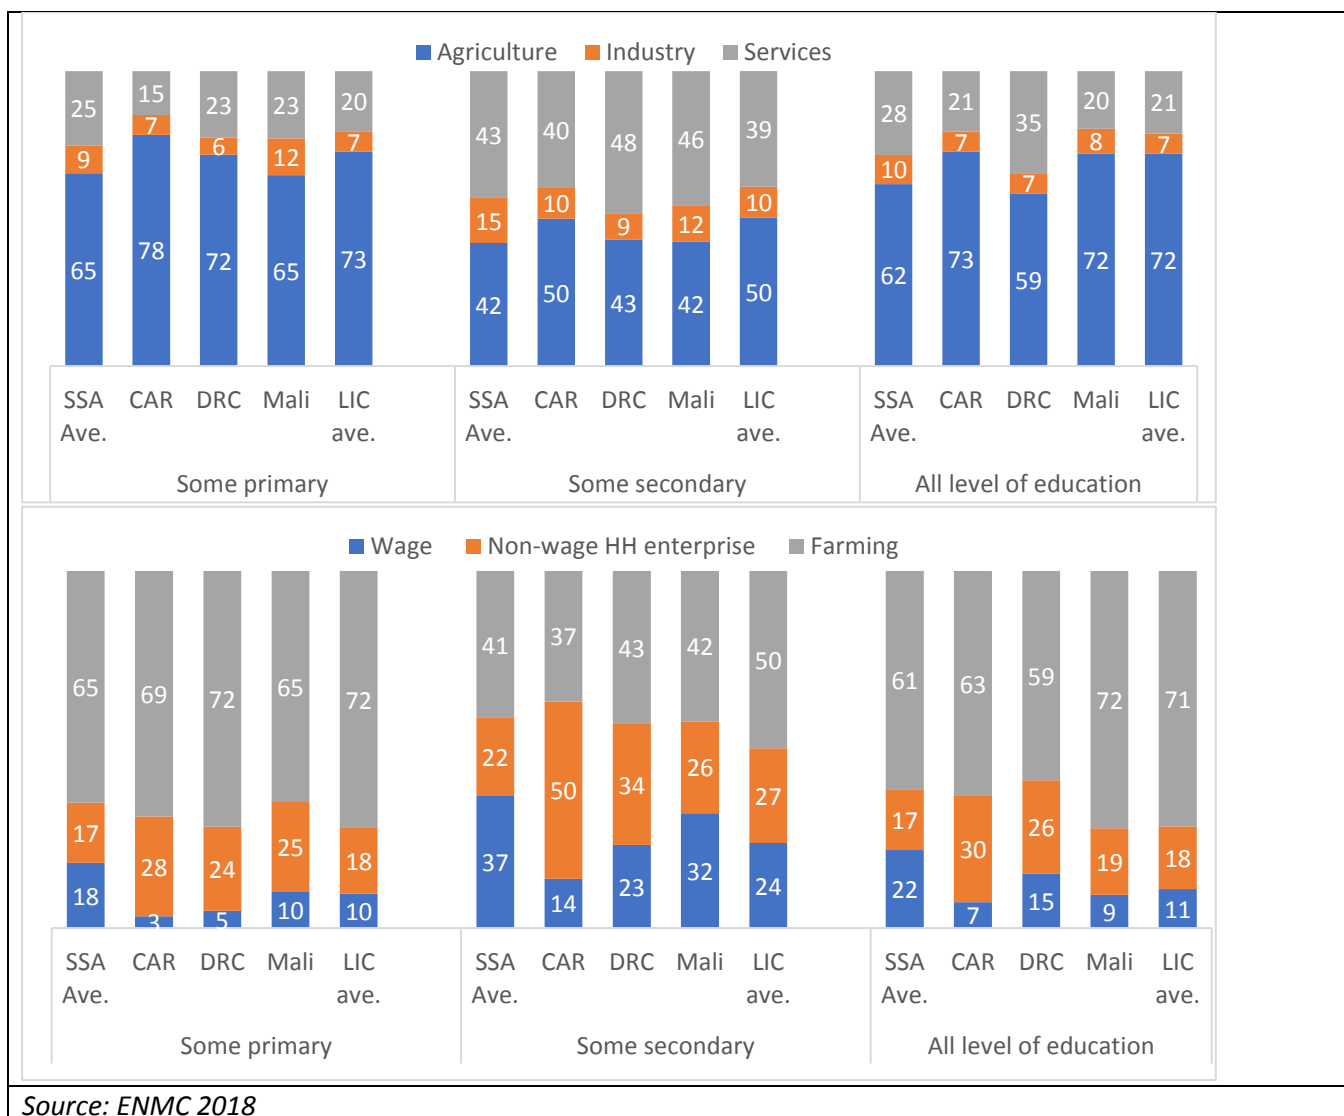 Agriculture Industry Services
25 15 23 23 20 43 40 48 46 39 28 21 35 20 21
9 7 6 12 7 15 10 9 12 10 10 7 7 8 7
65 78 72 65 73 42 50 43 42 50 62 73 59 72 72
SSA CAR DRC Mali LIC SSA CAR DRC Mali LIC SSA CAR DRC Mali LIC
Ave. ave. Ave. ave. Ave. ave.
Some primary Some secondary All level of education
Wage Non-wage HH enterprise Farming
65 69 72 65 72 41 37 43 42 50 61 63 59 72 71
17 28 24 25 18 22 50 34 26 27 17 30 26 19 18
18 3 5 10 10 37 14 23 32 24 22 7 15 9 11
SSA CAR DRC Mali LIC SSA CAR DRC Mali LIC SSA CAR DRC Mali LIC
Ave. ave. Ave. ave. Ave. ave.
Some primary Some secondary All level of education
Source: ENMC 2018